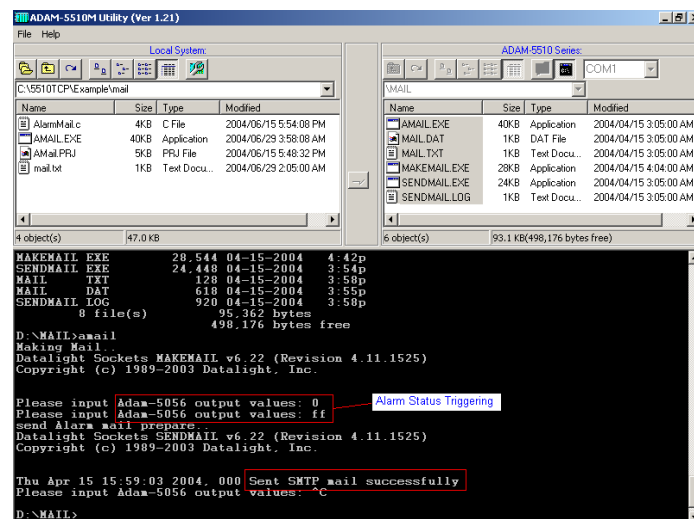 ADAM-5510M Utility (Ver 1.21)
File Help
Local System:
C:\5510TCP\Example\mail
Name Size Type Modified
AlarmMail.c 4KB C File 2004/06/15 5:54:08 PM
AMAIL.EXE 40KB Application 2004/06/29 3:58:08 AM
AMail.PRJ 5KB PRJ File 2004/06/15 5:48:32 PM
mail.txt 1KB Text Docu... 2004/06/29 2:05:00 AM
4 object(s) 47.0 KB
ADAM-5510 Series:
COM1
\MAIL
Name Size Type Modified
AMAIL.EXE 40KB Application 2004/04/15 3:05:00 AM
MAIL.DAT 1KB DAT File 2004/04/15 3:05:00 AM
MAIL.TXT 1KB Text Docu... 2004/04/15 3:05:00 AM
MAKEMAIL.EXE 28KB Application 2004/04/15 4:04:00 AM
SENDMAIL.EXE 24KB Application 2004/04/15 3:05:00 AM
SENDMAIL.LOG 1KB Text Docu... 2004/04/15 3:05:00 AM
6 object(s) 93.1 KB(498,176 bytes free)
MAKEMAIL EXE 28,544 04-15-2004 4:42p
SENDMAIL EXE 24,448 04-15-2004 3:54p
MAIL TXT 128 04-15-2004 3:58p
MAIL DAT 618 04-15-2004 3:55p
SENDMAIL LOG 920 04-15-2004 3:58p
8 file(s) 95,362 bytes
498,176 bytes free
D:\MAIL>amail
Making Mail..
Datalight Sockets MAKEMAIL v6.22 (Revision 4.11.1525)
Copyright (c) 1989-2003 Datalight, Inc.
Please input Adam-5056 output values: 0
Alarm Status Triggering
Please input Adam-5056 output values: ff
send Alarm mail prepare..
Datalight Sockets SENDMAIL v6.22 (Revision 4.11.1525)
Copyright (c) 1989-2003 Datalight, Inc.
Thu Apr 15 15:59:03 2004, 000 Sent SMTP mail successfully
Please input Adam-5056 output values: ^C
D:\MAIL>